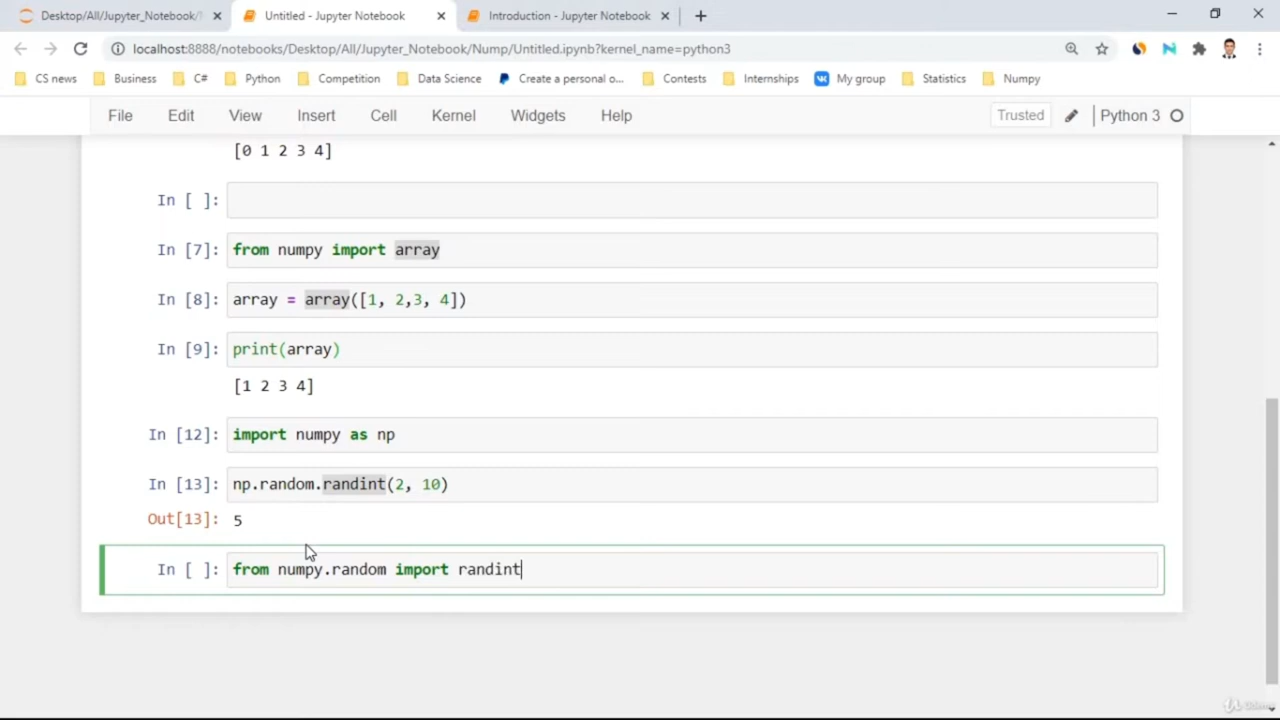 Desktop/All/Jupyter_Notebook/
Untitled - Jupyter Notebook
Introduction - Jupyter Notebook
localhost:8888/notebooks/Desktop/All/Jupyter_Notebook/Nump/Untitled.ipynb?kernel_name=python3
CS news Business C# Python Competition Data Science Create a personal o... Contests Internships My group Statistics Numpy
File Edit View Insert Cell Kernel Widgets Help Trusted Python 3
[0 1 2 3 4]
In [ ]:
In [7]: from numpy import array
In [8]: array = array([1, 2,3, 4])
In [9]: print(array)
[1 2 3 4]
In [12]: import numpy as np
In [13]: np.random.randint(2, 10)
Out[13]: 5
In [ ]: from numpy.random import randint